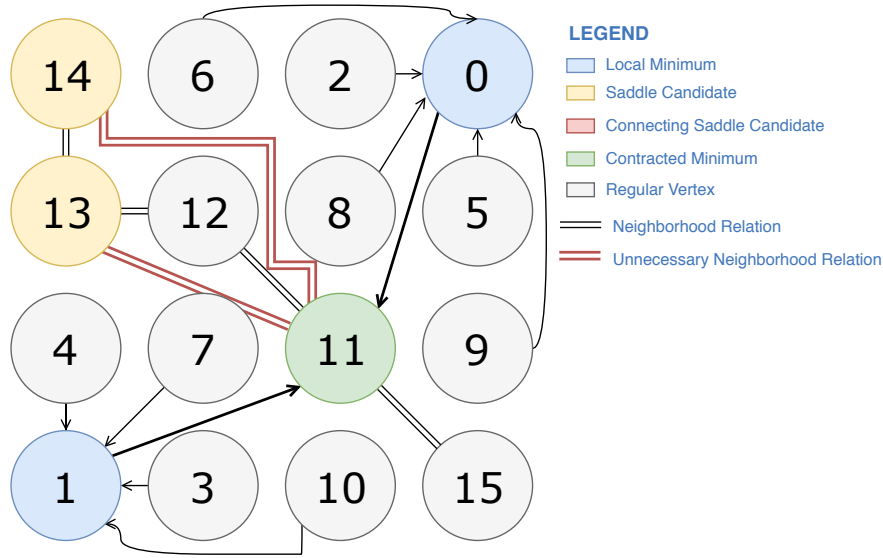 14
6
2
0
LEGEND
Local Minimum
Saddle Candidate
Connecting Saddle Candidate
Contracted Minimum
Regular Vertex
Neighborhood Relation
Unnecessary Neighborhood Relation
13
12
8
5
4
7
11
9
1
3
10
15